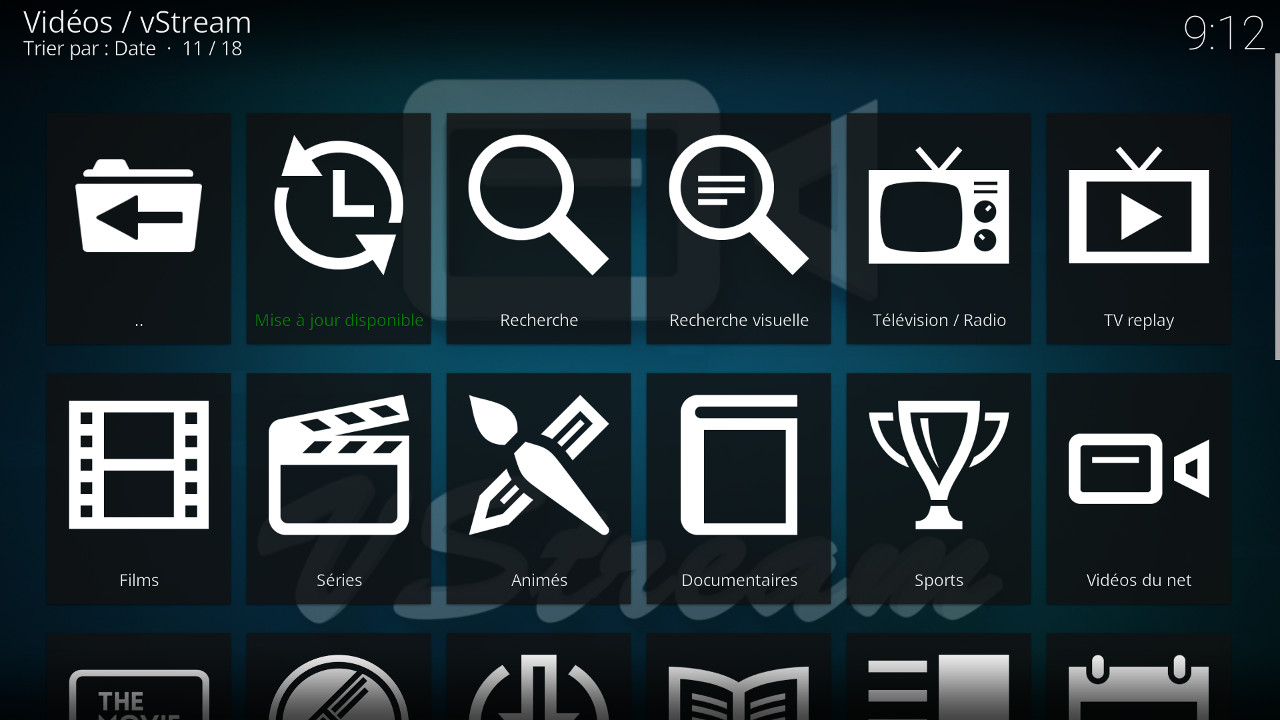 Vidéos / vStream
Trier par : Date · 11 / 18
9:12
..
Mise à jour disponible
Recherche
Recherche visuelle
Télévision / Radio
TV replay
Films
Séries
Animés
Documentaires
Sports
Vidéos du net
VStream
THE
MOVIE